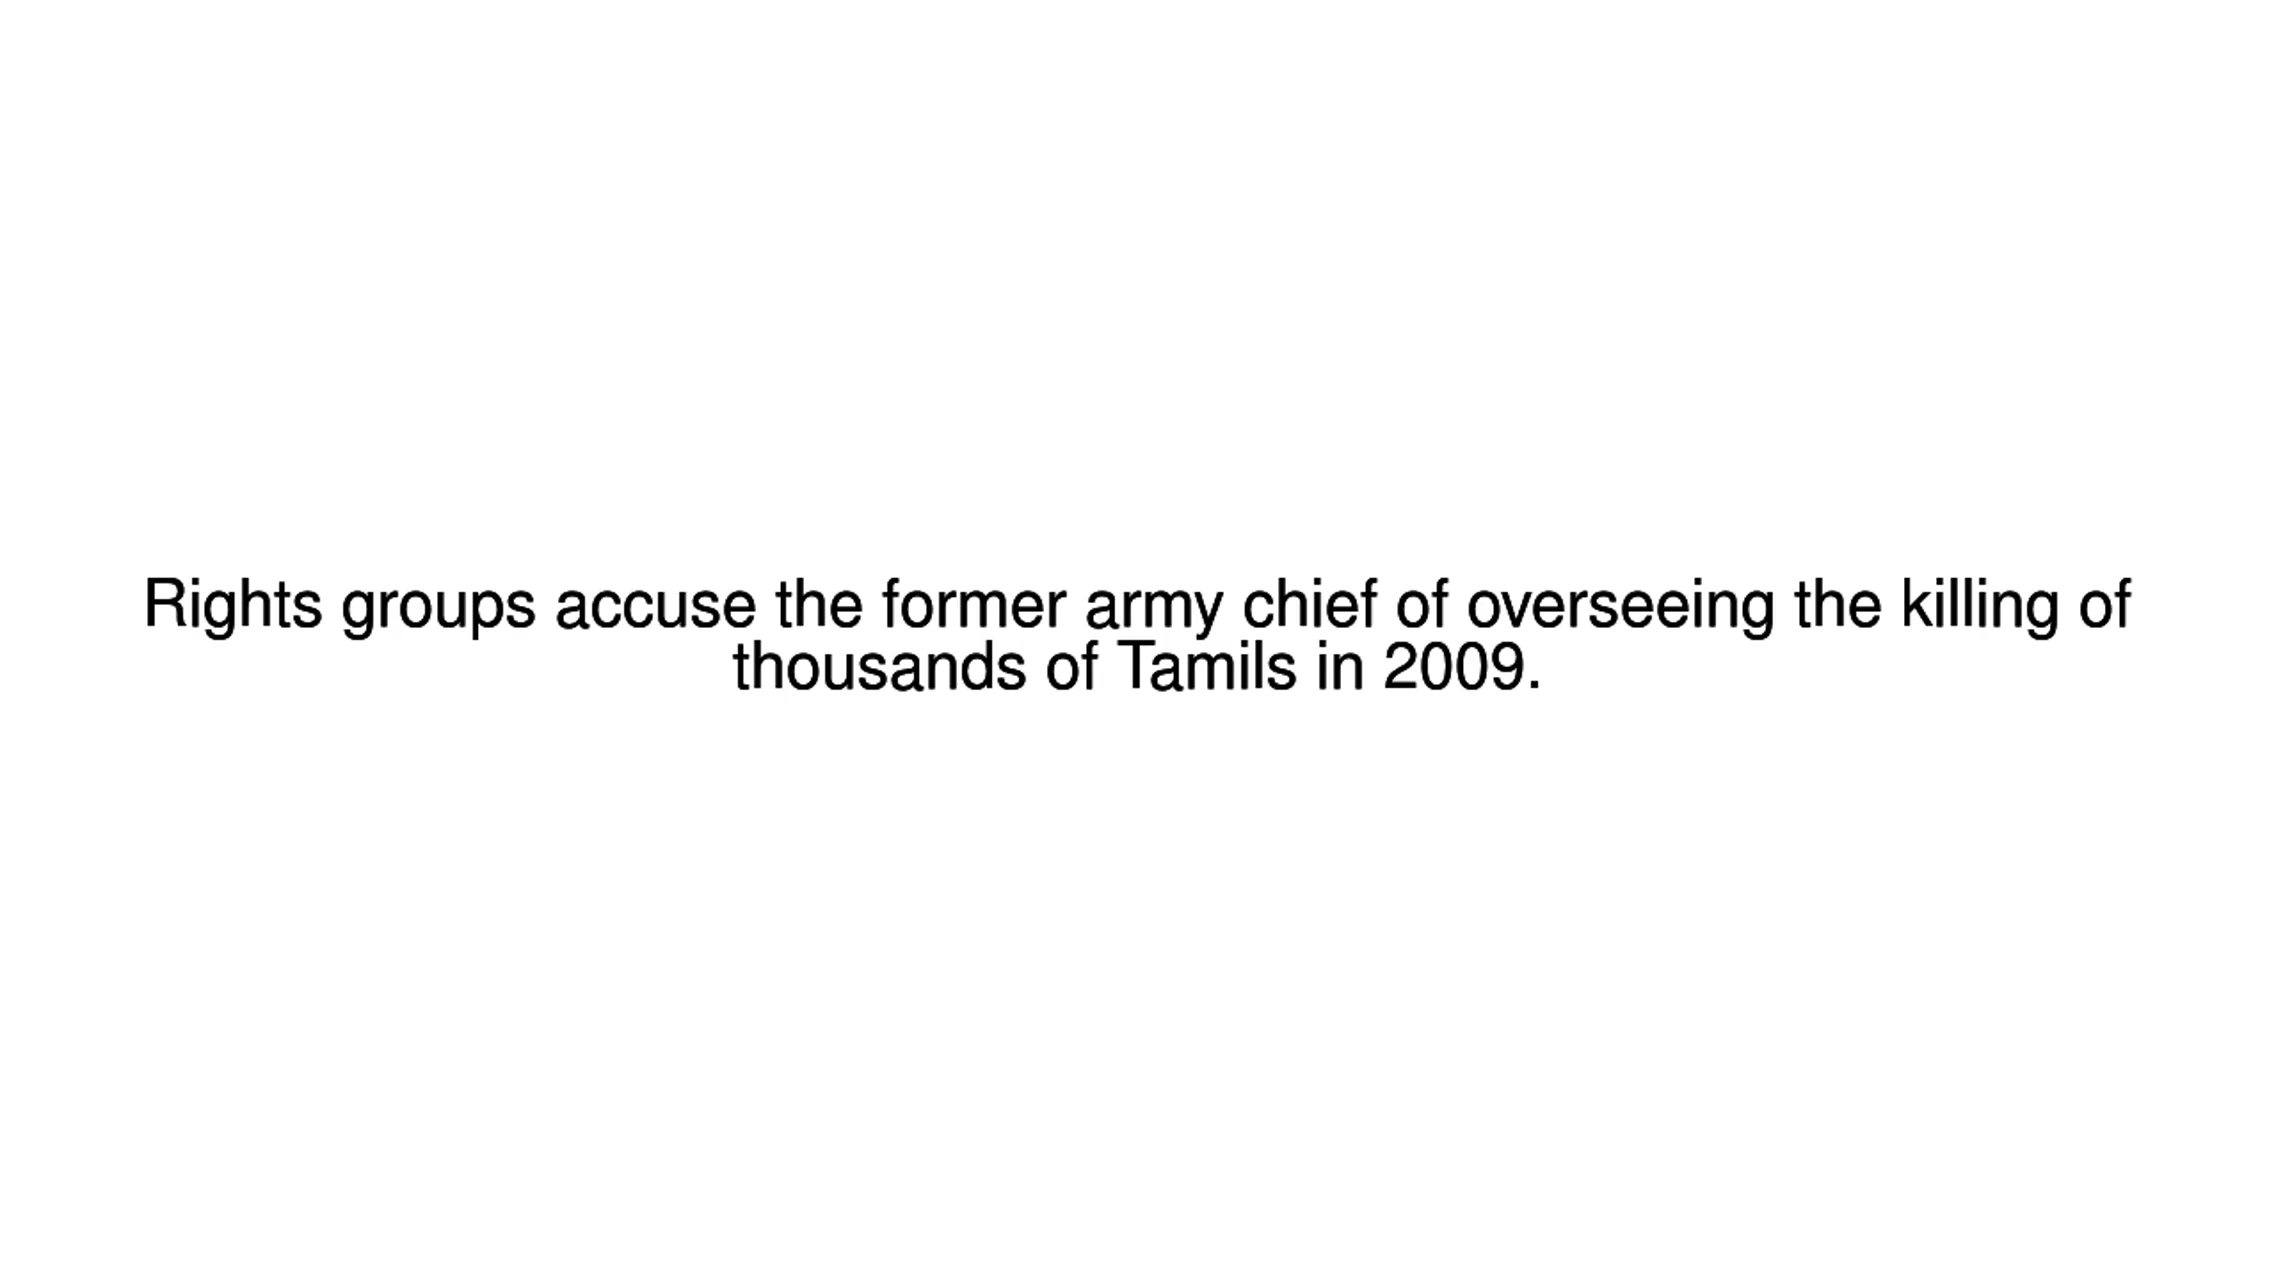 Rights groups accuse the former army chief of overseeing the killing of
thousands of Tamils in 2009.